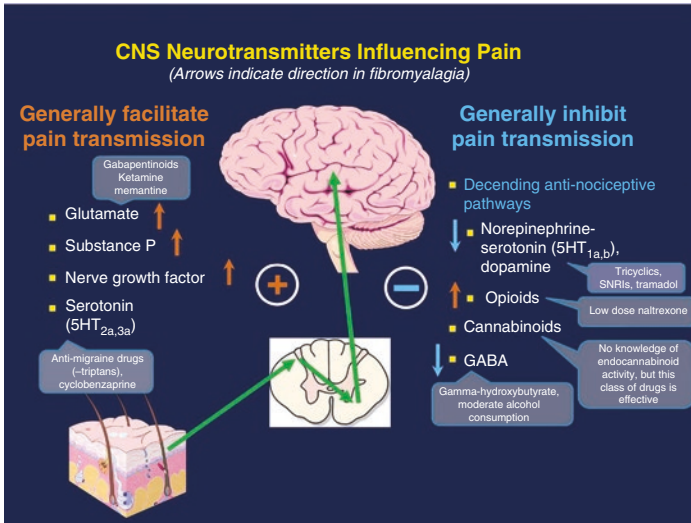 CNS Neurotransmitters Influencing Pain
(Arrows indicate direction in fibromyalagia)
Generally facilitate
pain transmission
Gabapentinoids
Ketamine
memantine
Glutamate
Substance P
Nerve growth factor
Serotonin
(5HT2a,3a)
Anti-migraine drugs
(–triptans),
cyclobenzaprine
+
–
Generally inhibit
pain transmission
Decending anti-nociceptive
pathways
Norepinephrine-
serotonin (5HT1a,b),
dopamine
Tricyclics,
SNRIs, tramadol
Opioids
Low dose naltrexone
Cannabinoids
No knowledge of
endocannabinoid
activity, but this
class of drugs is
effective
GABA
Gamma-hydroxybutyrate,
moderate alcohol
consumption